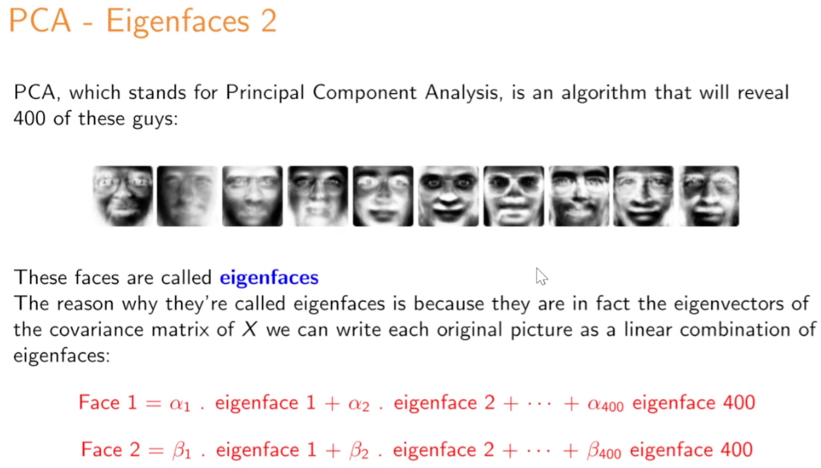 PCA - Eigenfaces 2
PCA, which stands for Principal Component Analysis, is an algorithm that will reveal
400 of these guys:
These faces are called eigenfaces
The reason why they're called eigenfaces is because they are in fact the eigenvectors of
the covariance matrix of X we can write each original picture as a linear combination of
eigenfaces:
Face 1 = α₁ . eigenface 1 + α₂ . eigenface 2 + ⋯ + α₄₀₀ eigenface 400
Face 2 = β₁ . eigenface 1 + β₂ . eigenface 2 + ⋯ + β₄₀₀ eigenface 400